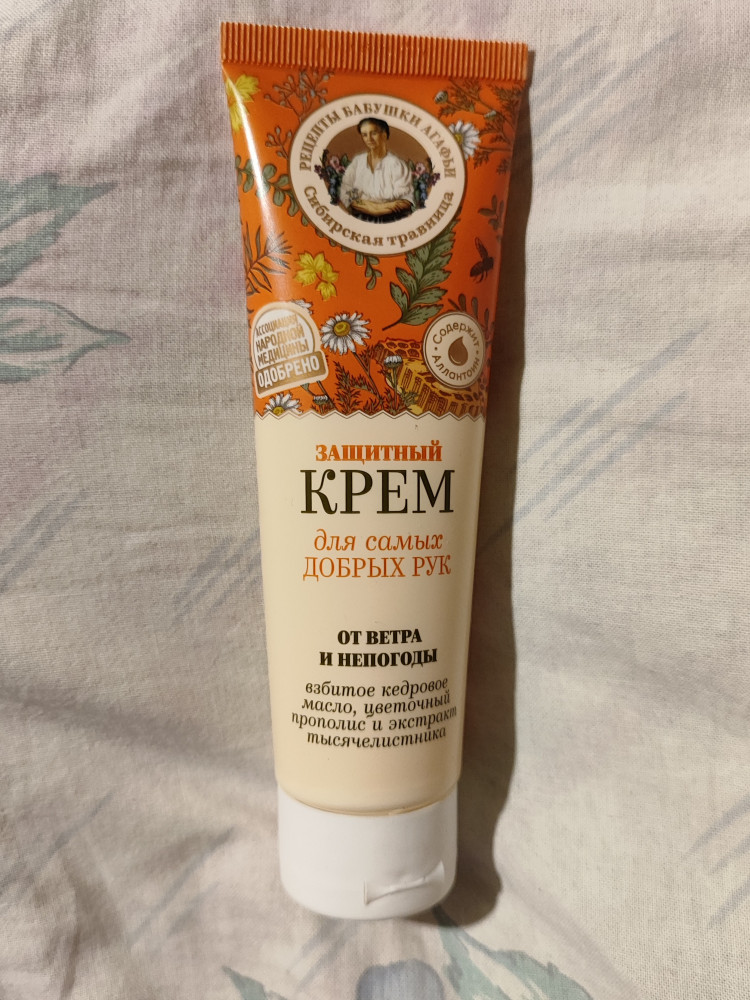 РЕЦЕПТЫ БАБУШКИ АГАФЬИ
Сибирская травница
АССОЦИАЦИЯ
НАРОДНОЙ
МЕДИЦИНЫ
ОДОБРЕНО
Содержит
Аллантоин
ЗАЩИТНЫЙ
КРЕМ
для самых
ДОБРЫХ РУК
ОТ ВЕТРА
И НЕПОГОДЫ
взбитое кедровое
масло, цветочный
прополис и экстракт
тысячелистника